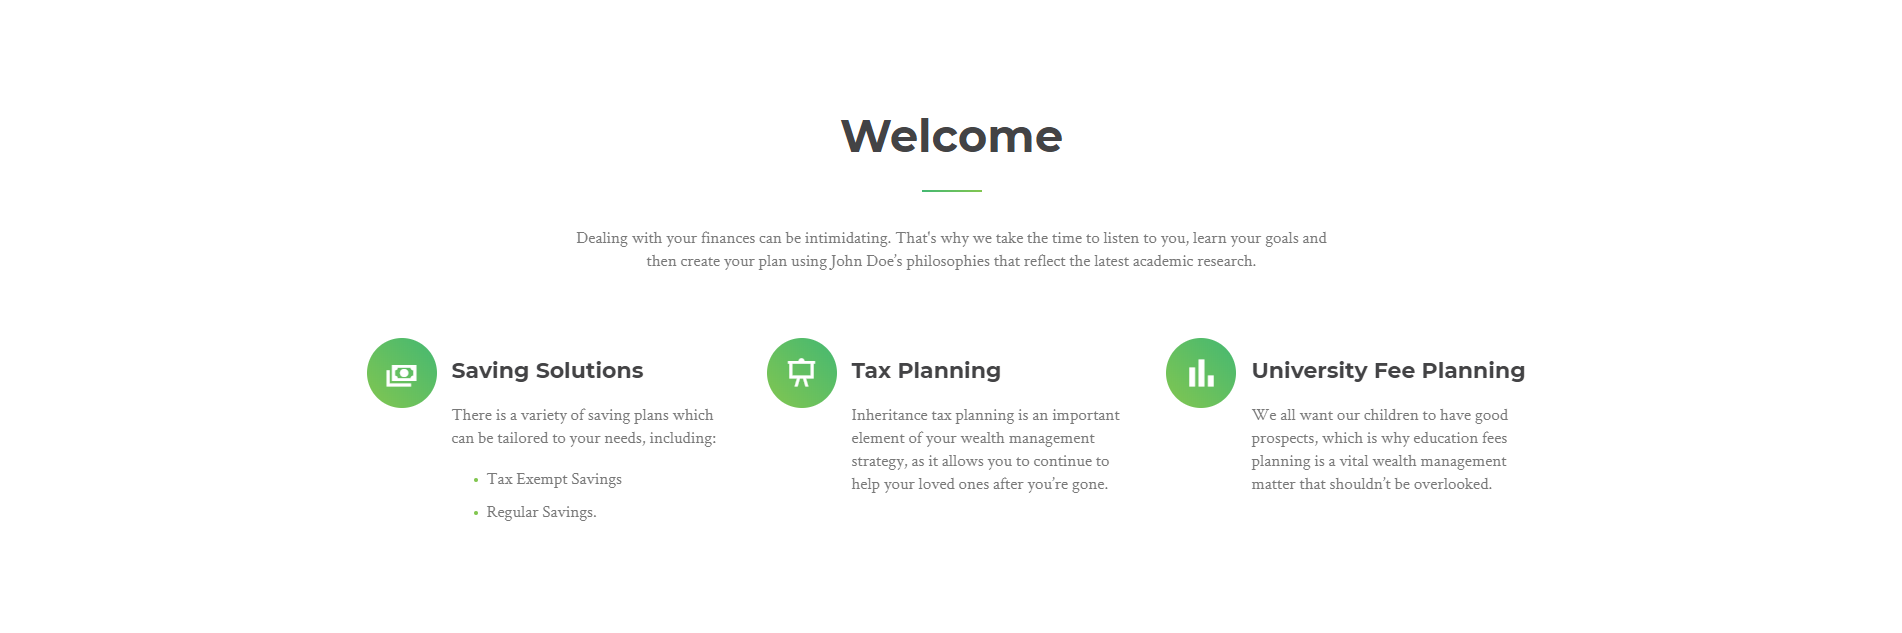 Welcome
Dealing with your finances can be intimidating. That's why we take the time to listen to you, learn your goals and
then create your plan using John Doe’s philosophies that reflect the latest academic research.
Saving Solutions
There is a variety of saving plans which
can be tailored to your needs, including:
Tax Exempt Savings
Regular Savings.
Tax Planning
Inheritance tax planning is an important
element of your wealth management
strategy, as it allows you to continue to
help your loved ones after you’re gone.
University Fee Planning
We all want our children to have good
prospects, which is why education fees
planning is a vital wealth management
matter that shouldn’t be overlooked.